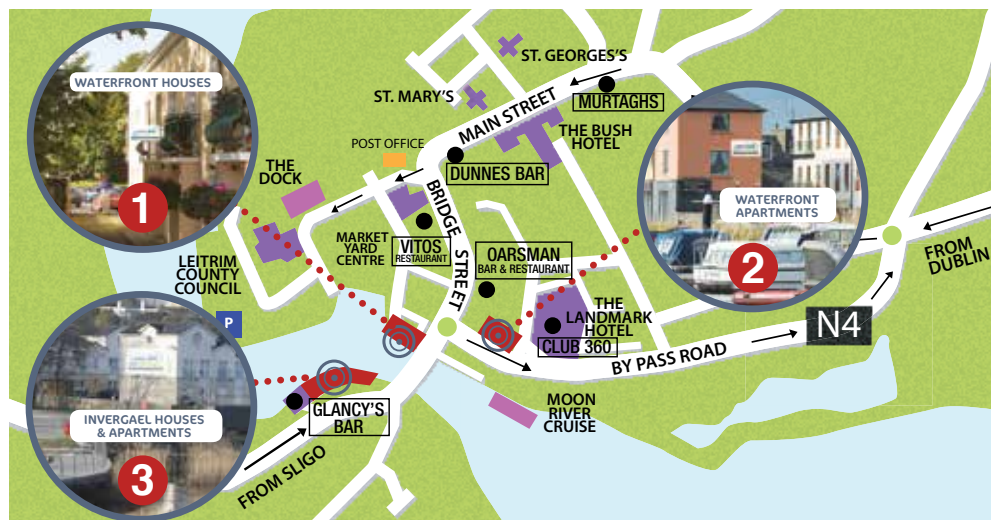 WATERFRONT HOUSES
1
ST. GEORGES'S
ST. MARY'S
MAIN STREET
MURTAGHS
THE BUSH
HOTEL
POST OFFICE
DUNNES BAR
THE
DOCK
BRIDGE STREET
MARKET
YARD
CENTRE
VITOS
RESTAURANT
OARSMAN
BAR & RESTAURANT
LEITRIM
COUNTY
COUNCIL
P
THE
LANDMARK
HOTEL
CLUB 360
WATERFRONT
APARTMENTS
2
FROM
DUBLIN
N4
BY PASS ROAD
MOON
RIVER
CRUISE
GLANCY'S
BAR
FROM SLIGO
INVERGAEL HOUSES
& APARTMENTS
3